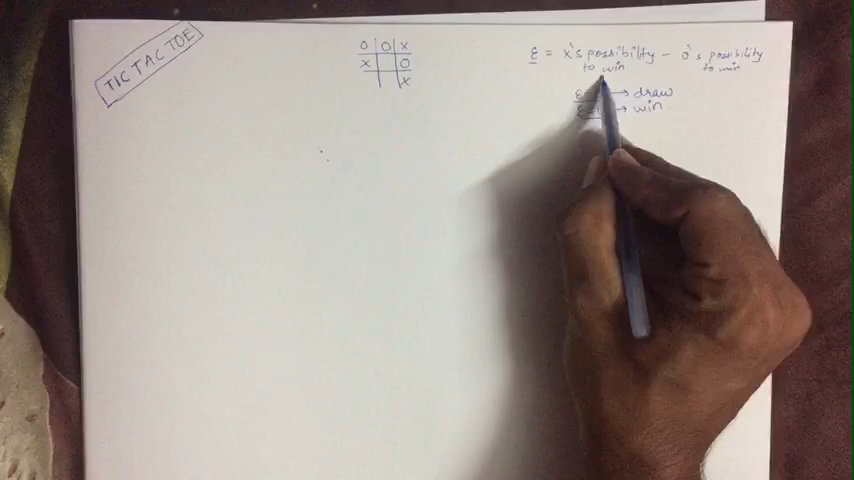 TIC TAC TOE
O O X
X O
X
E = X's possibility - O's possibility
to win to win
→ draw
→ win